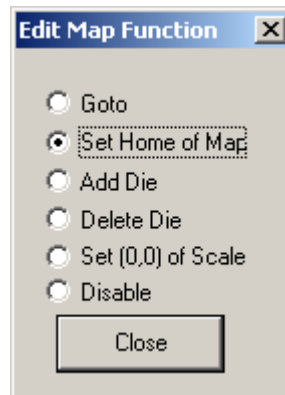 Edit Map Function
Goto
Set Home of Map
Add Die
Delete Die
Set (0,0) of Scale
Disable
Close